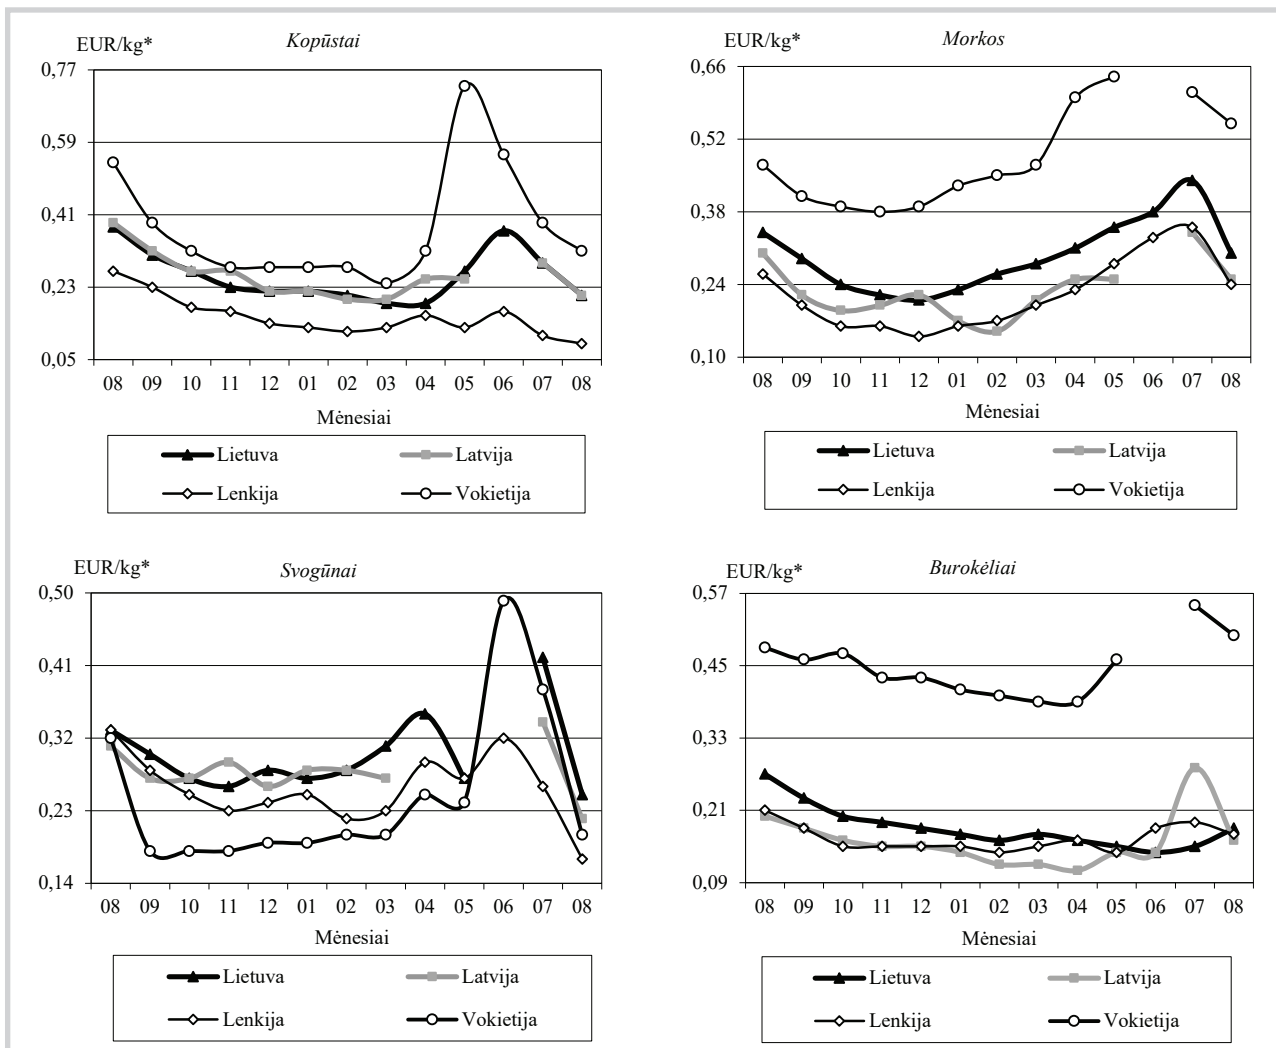 EUR/kg* Kopūstai
0,77
0,59
0,41
0,23
0,05
08 09 10 11 12 01 02 03 04 05 06 07 08
Mėnesiai
Lietuva Latvija
Lenkija Vokietija
EUR/kg* Morkos
0,66
0,52
0,38
0,24
0,10
08 09 10 11 12 01 02 03 04 05 06 07 08
Mėnesiai
Lietuva Latvija
Lenkija Vokietija
EUR/kg* Svogūnai
0,50
0,41
0,32
0,23
0,14
08 09 10 11 12 01 02 03 04 05 06 07 08
Mėnesiai
Lietuva Latvija
Lenkija Vokietija
EUR/kg* Burokėliai
0,57
0,45
0,33
0,21
0,09
08 09 10 11 12 01 02 03 04 05 06 07 08
Mėnesiai
Lietuva Latvija
Lenkija Vokietija